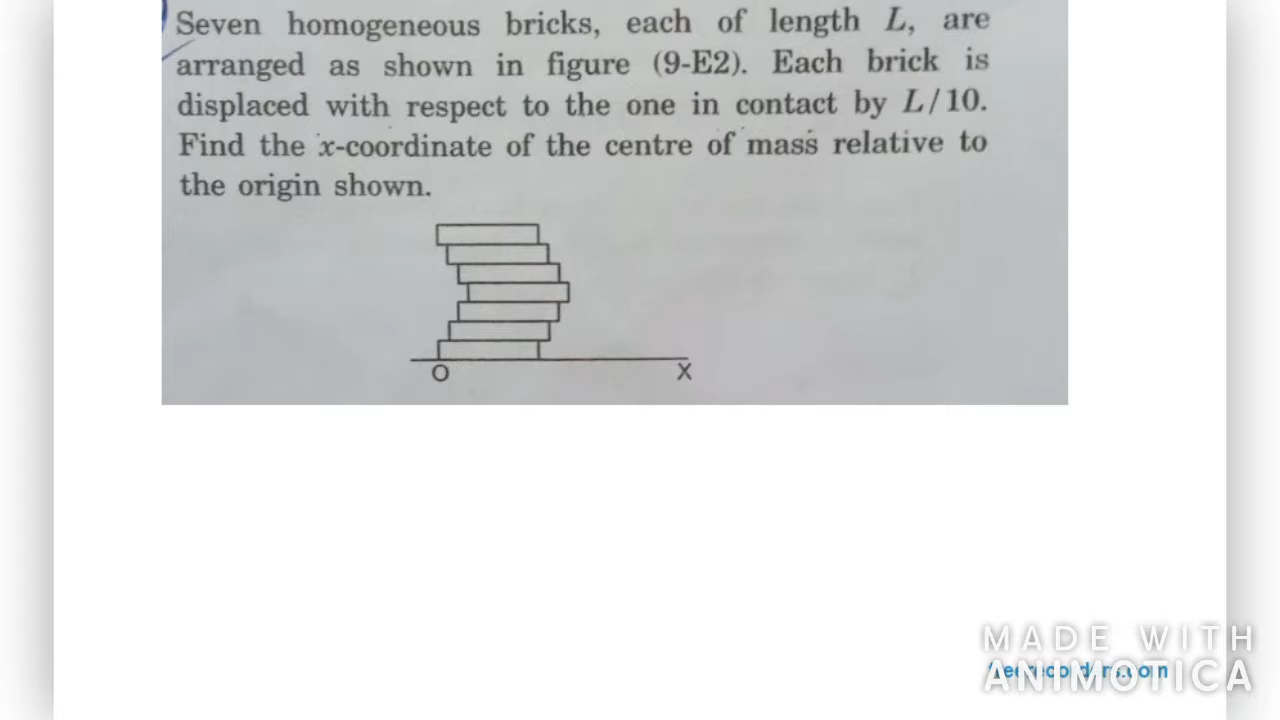 Seven homogeneous bricks, each of length L, are
arranged as shown in figure (9-E2). Each brick is
displaced with respect to the one in contact by L/10.
Find the x-coordinate of the centre of mass relative to
the origin shown.
O X
MADE WITH
ANIMOTICA